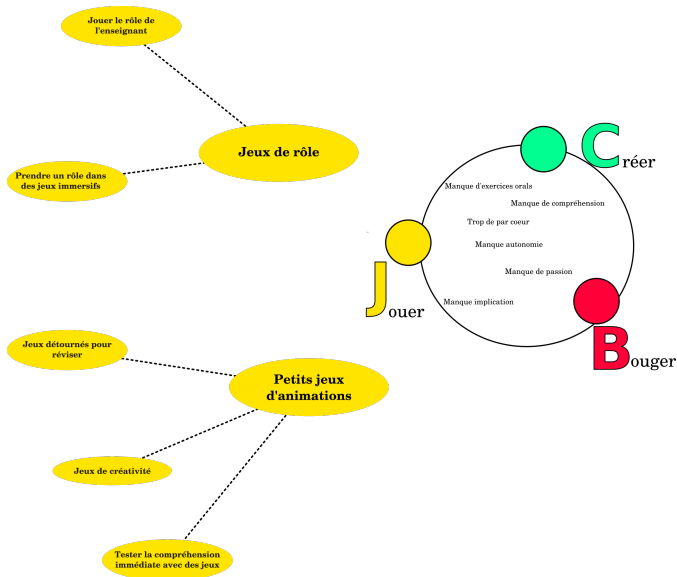 Jouer le rôle de
l'enseignant
Jeux de rôle
Prendre un rôle dans
des jeux immersifs
Créer
Manque d'exercices orals
Manque de compréhension
Trop de par coeur
Manque autonomie
Manque de passion
Manque implication
Jouer
Bouger
Jeux détournés pour
réviser
Petits jeux
d'animations
Jeux de créativité
Tester la compréhension
immédiate avec des jeux